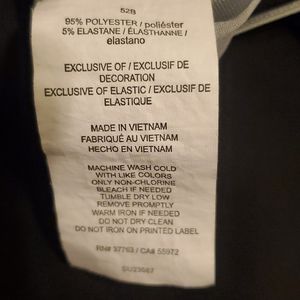 52B
95% POLYESTER / poliéster
5% ELASTANE / ÉLASTHANNE /
elastano
EXCLUSIVE OF / EXCLUSIF DE
DECORATION
EXCLUSIVE OF ELASTIC / EXCLUSIF DE
ELASTIQUE
MADE IN VIETNAM
FABRIQUÉ AU VIETNAM
HECHO EN VIETNAM
MACHINE WASH COLD
WITH LIKE COLORS
ONLY NON-CHLORINE
BLEACH IF NEEDED
TUMBLE DRY LOW
REMOVE PROMPTLY
WARM IRON IF NEEDED
DO NOT DRY CLEAN
DO NOT IRON ON PRINTED LABEL
RN# 37763 / CA# 55972
SU23087